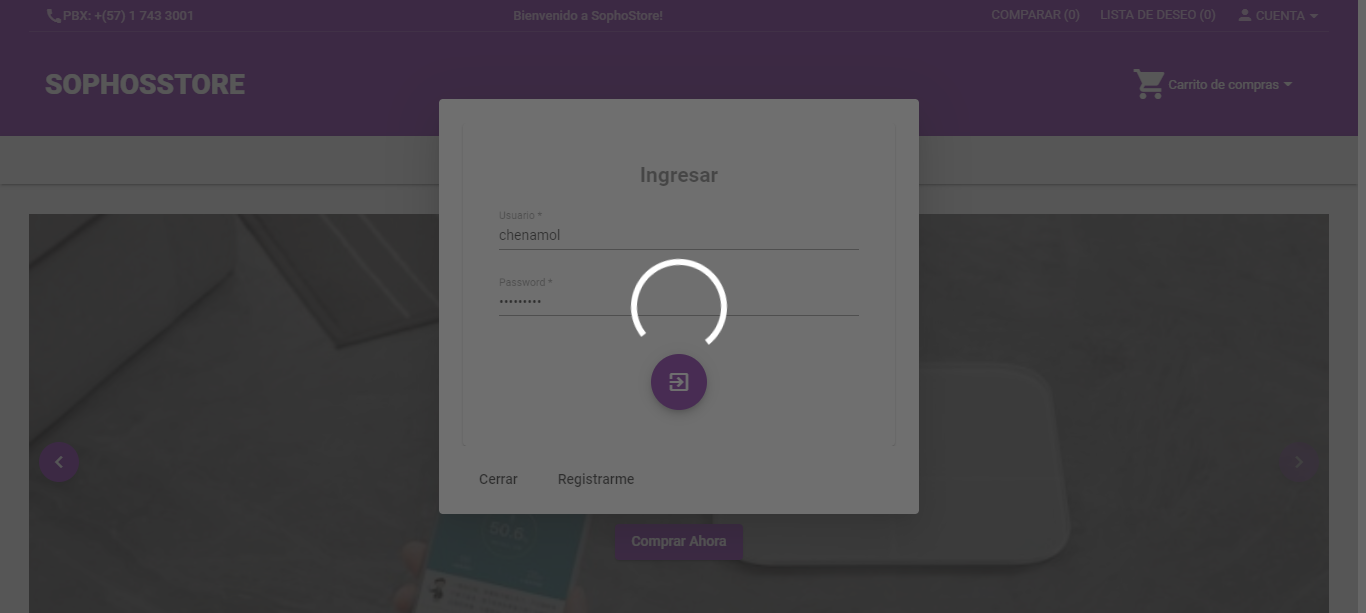 PBX: +(57) 1 743 3001
Bienvenido a SophoStore!
COMPARAR (0)
LISTA DE DESEO (0)
CUENTA
SOPHOSSTORE
Carrito de compras
Ingresar
Usuario *
chenamol
Password *
•••••••••
Cerrar
Registrarme
Comprar Ahora